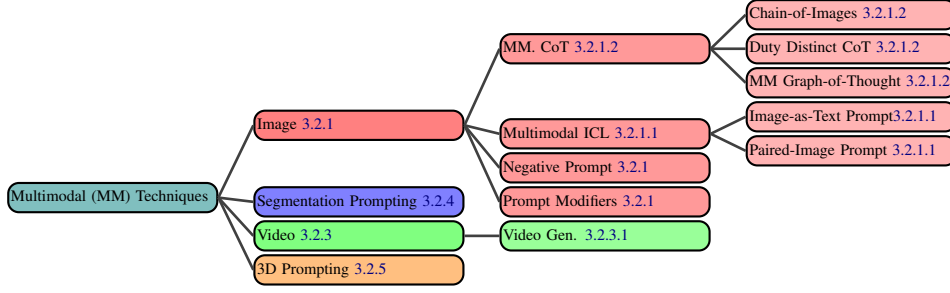 Multimodal (MM) Techniques
Image 3.2.1
MM. CoT 3.2.1.2
Chain-of-Images 3.2.1.2
Duty Distinct CoT 3.2.1.2
MM Graph-of-Thought 3.2.1.2
Multimodal ICL 3.2.1.1
Image-as-Text Prompt3.2.1.1
Paired-Image Prompt 3.2.1.1
Negative Prompt 3.2.1
Prompt Modifiers 3.2.1
Segmentation Prompting 3.2.4
Video 3.2.3
Video Gen. 3.2.3.1
3D Prompting 3.2.5